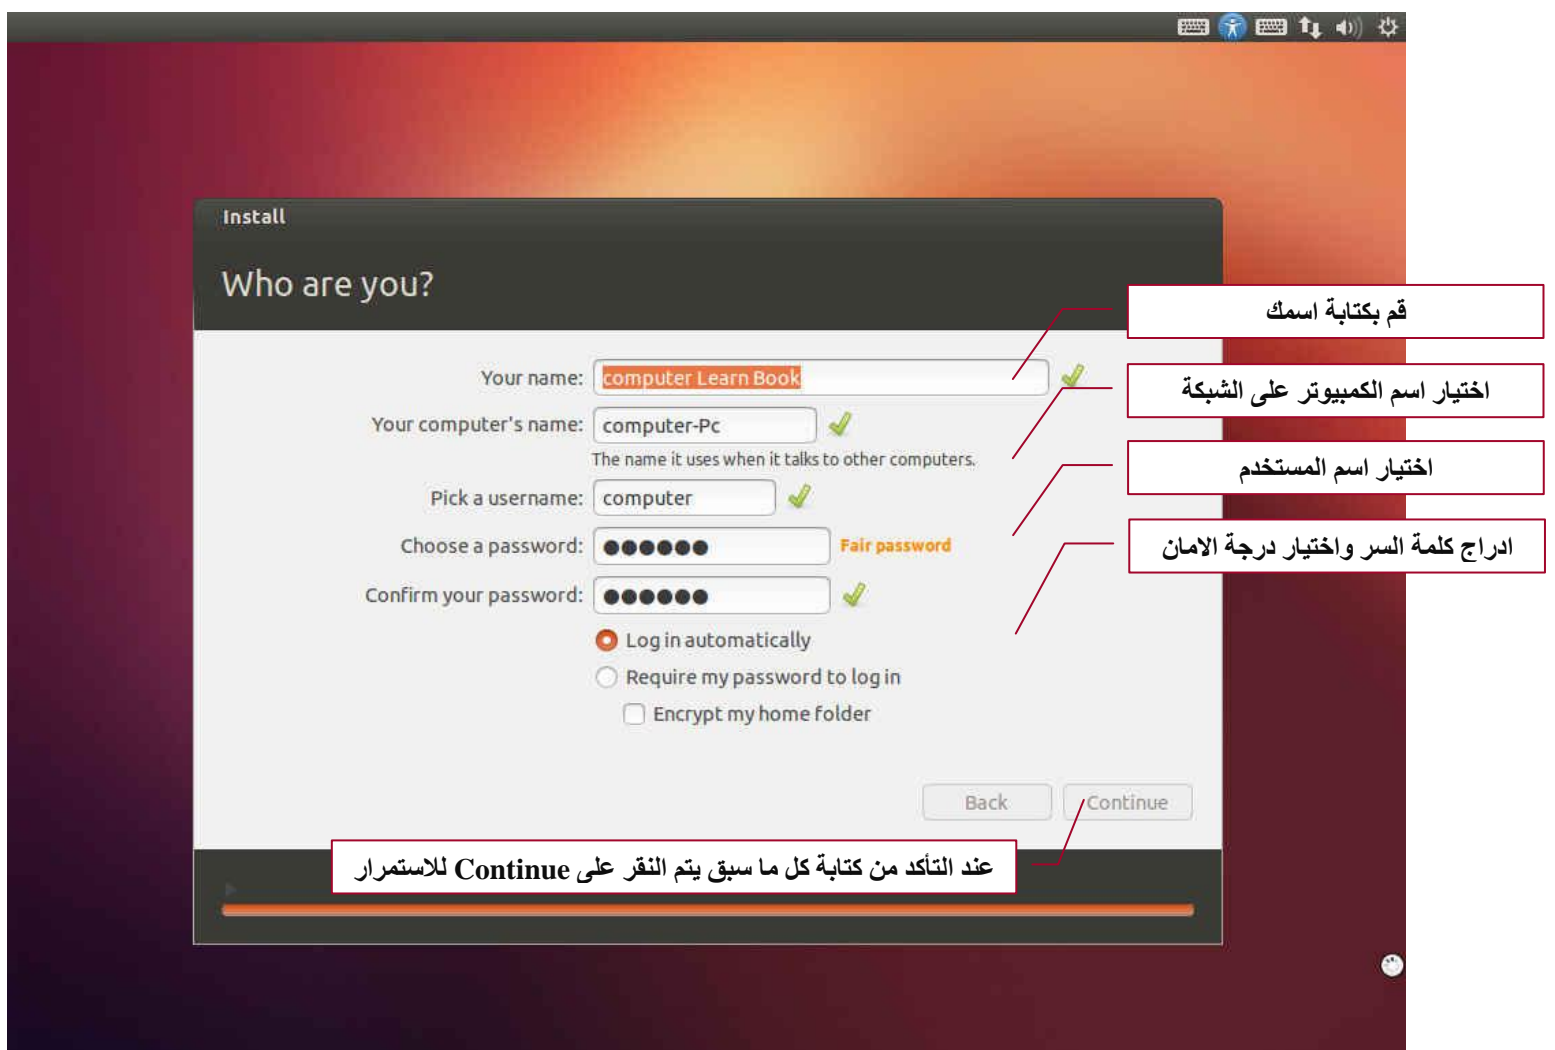 Install
Who are you?
قم بكتابة اسمك
Your name: computer Learn Book
اختيار اسم الكمبيوتر على الشبكة
Your computer's name: computer-Pc
The name it uses when it talks to other computers.
اختيار اسم المستخدم
Pick a username: computer
Choose a password: ●●●●●● Fair password
ادراج كلمة السر واختيار درجة الامان
Confirm your password: ●●●●●●
Log in automatically
Require my password to log in
Encrypt my home folder
Back Continue
عند التأكد من كتابة كل ما سبق يتم النقر على Continue للاستمرار